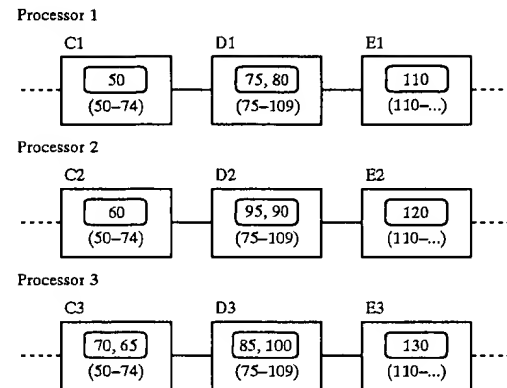 Processor 1
C1 D1 E1
50 75, 80 110
(50–74) (75–109) (110–...)
Processor 2
C2 D2 E2
60 95, 90 120
(50–74) (75–109) (110–...)
Processor 3
C3 D3 E3
70, 65 85, 100 130
(50–74) (75–109) (110–...)